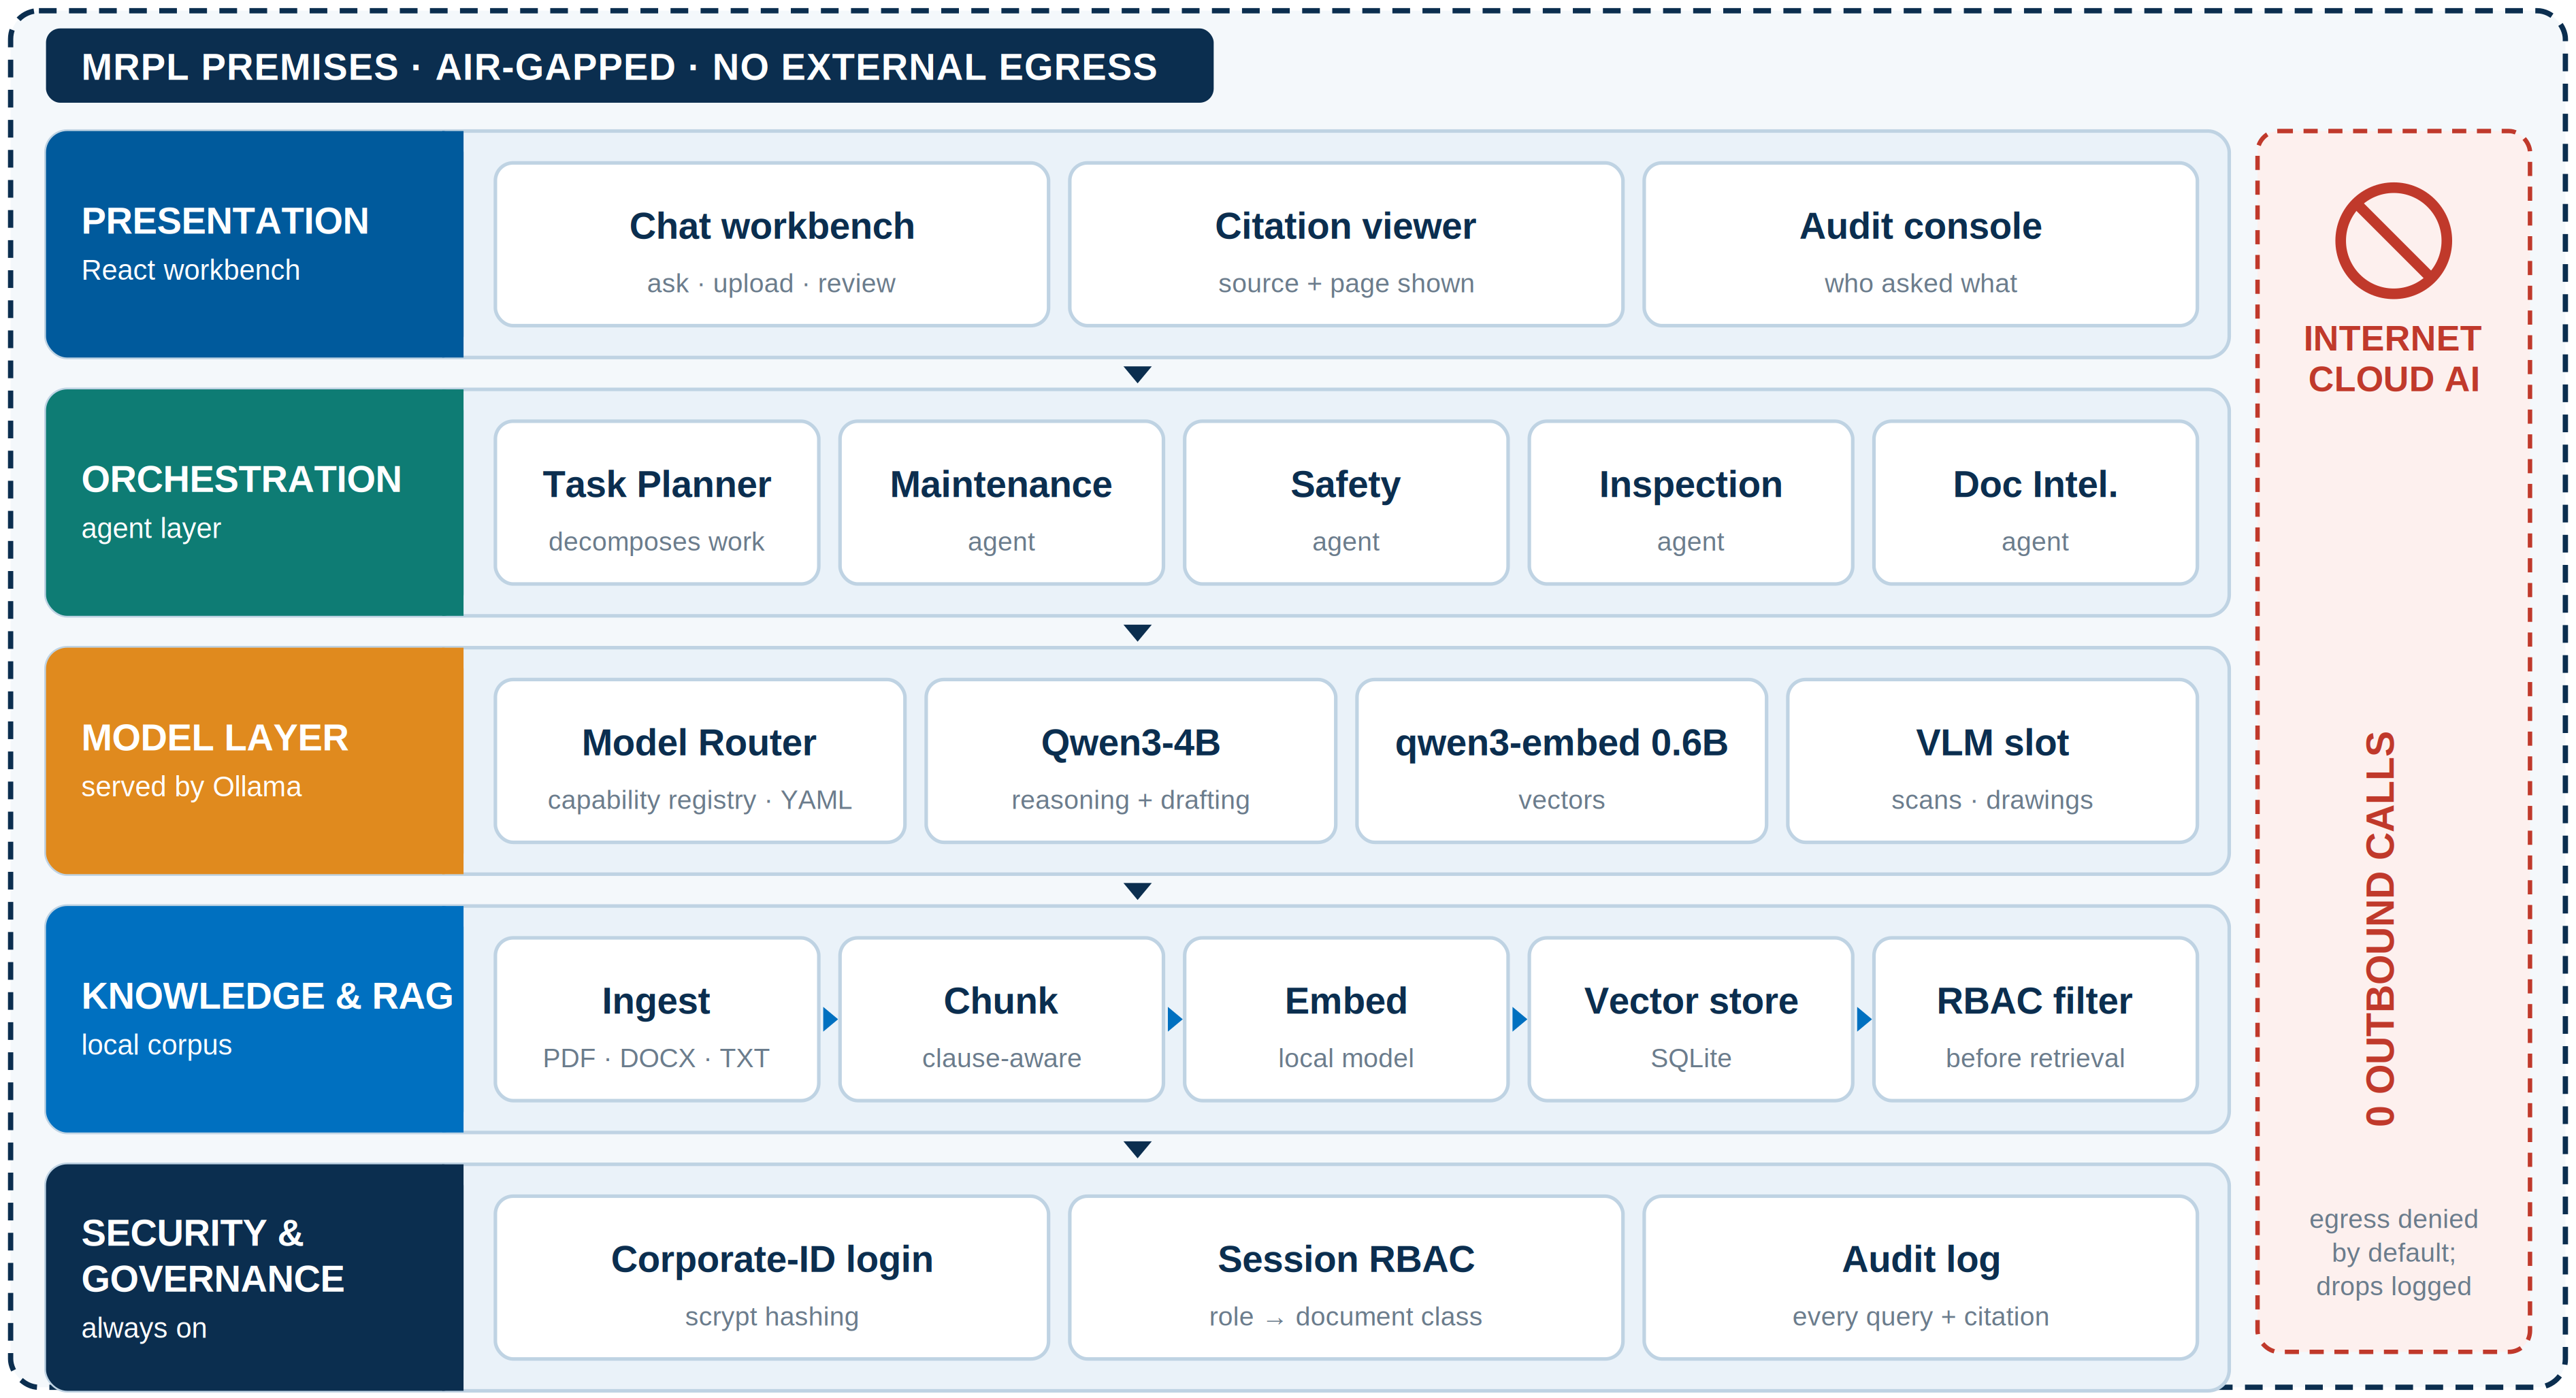 MRPL PREMISES · AIR-GAPPED · NO EXTERNAL EGRESS
PRESENTATION
React workbench
Chat workbench
ask · upload · review
Citation viewer
source + page shown
Audit console
who asked what
ORCHESTRATION
agent layer
Task Planner
decomposes work
Maintenance
agent
Safety
agent
Inspection
agent
Doc Intel.
agent
MODEL LAYER
served by Ollama
Model Router
capability registry · YAML
Qwen3-4B
reasoning + drafting
qwen3-embed 0.6B
vectors
VLM slot
scans · drawings
KNOWLEDGE & RAG
local corpus
Ingest
PDF · DOCX · TXT
Chunk
clause-aware
Embed
local model
Vector store
SQLite
RBAC filter
before retrieval
SECURITY &
GOVERNANCE
always on
Corporate-ID login
scrypt hashing
Session RBAC
role → document class
Audit log
every query + citation
INTERNET
CLOUD AI
0 OUTBOUND CALLS
egress denied
by default;
drops logged